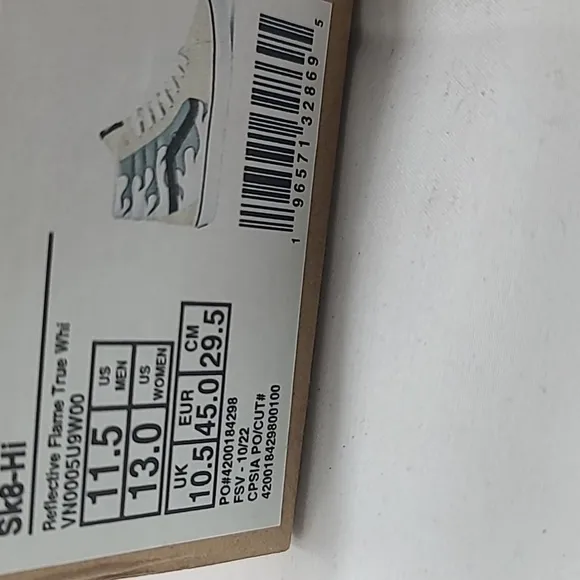 Sk8-Hi
Reflective Flame True Whi
VN0005U9W00
11.5 US MEN
13.0 US WOMEN
UK EUR CM
10.5 45.0 29.5
PO#4200184298
FSV - 10/22
CPSIA PO/CUT#
420018429800100
1 96571 32869 5